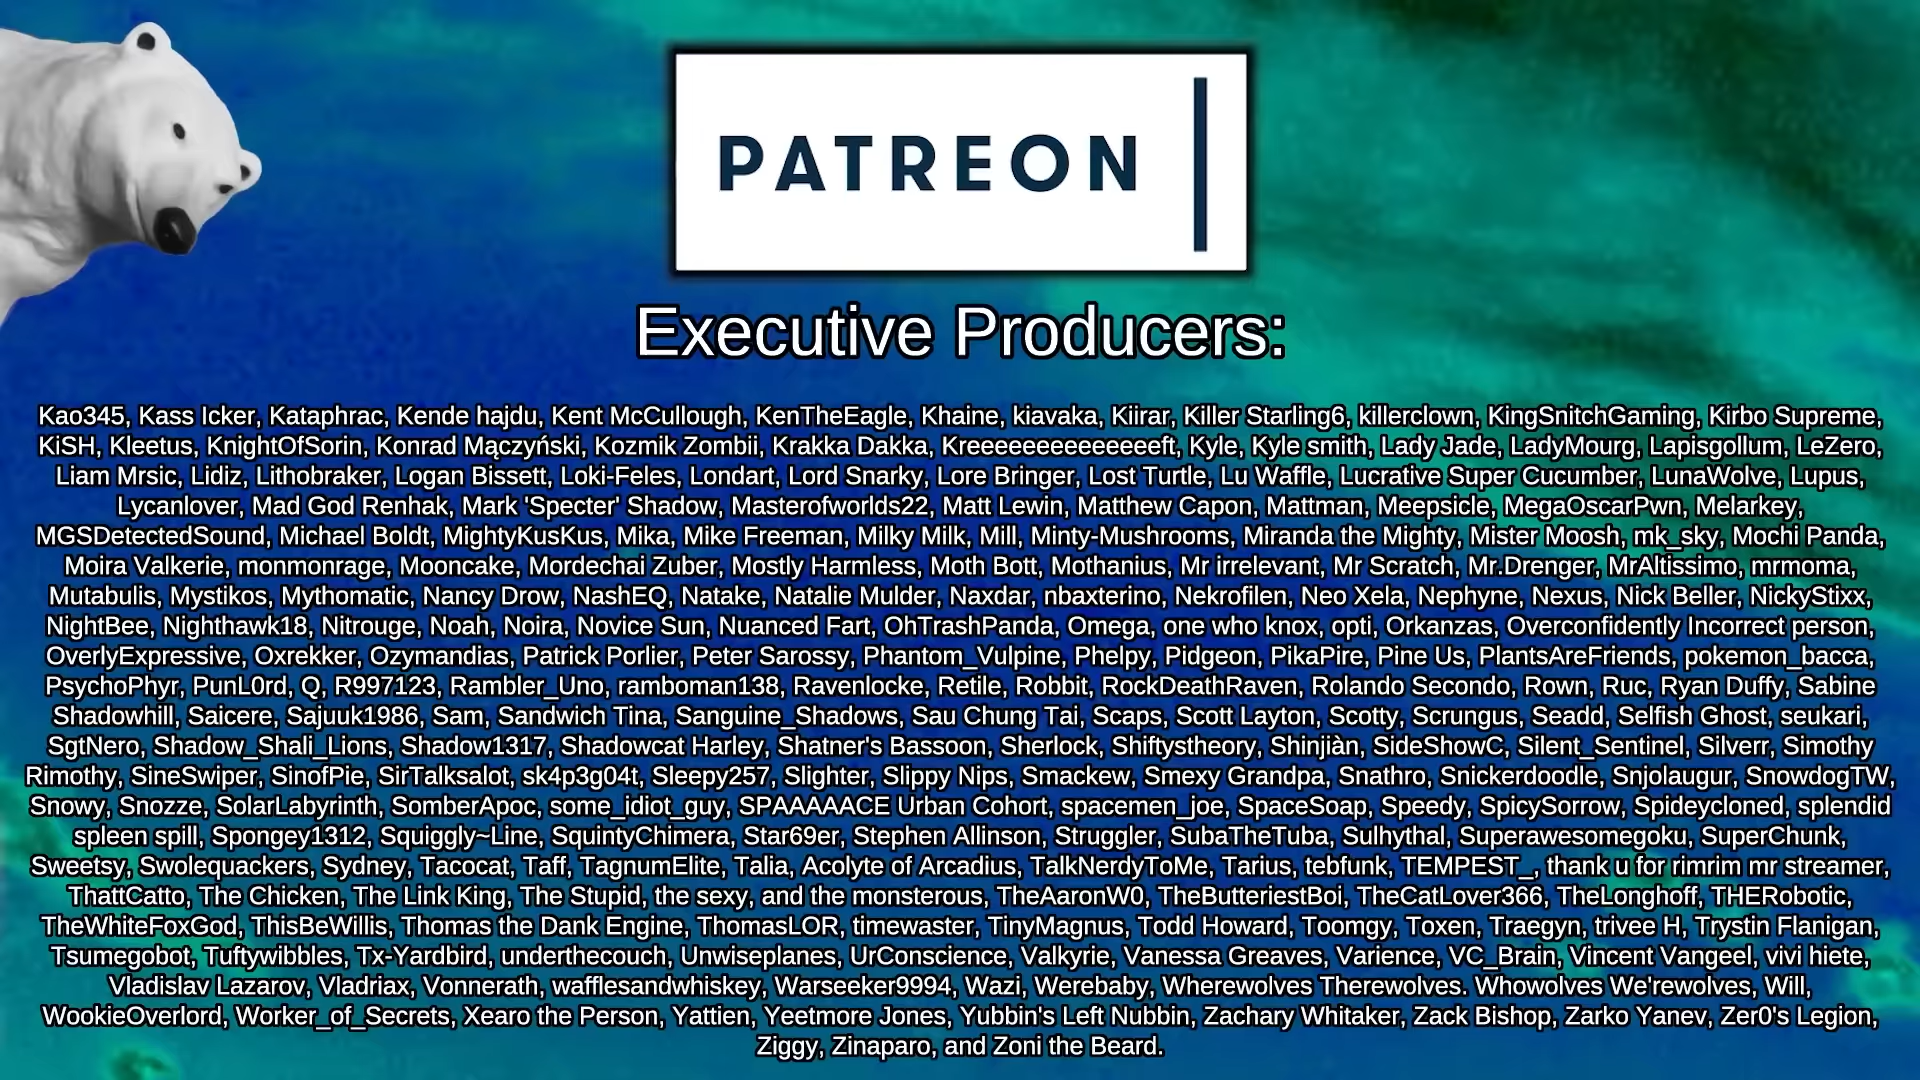 PATREON
Executive Producers:
Kao345, Kass Icker, Kataphrac, Kende hajdu, Kent McCullough, KenTheEagle, Khaine, kiavaka, Kiirar, Killer Starling6, killerclown, KingSnitchGaming, Kirbo Supreme,
KiSH, Kleetus, KnightOfSorin, Konrad Mączyński, Kozmik Zombii, Krakka Dakka, Kreeeeeeeeeeeeeeft, Kyle, Kyle smith, Lady Jade, LadyMourg, Lapisgollum, LeZero,
Liam Mrsic, Lidiz, Lithobraker, Logan Bissett, Loki-Feles, Londart, Lord Snarky, Lore Bringer, Lost Turtle, Lu Waffle, Lucrative Super Cucumber, LunaWolve, Lupus,
Lycanlover, Mad God Renhak, Mark 'Specter' Shadow, Masterofworlds22, Matt Lewin, Matthew Capon, Mattman, Meepsicle, MegaOscarPwn, Melarkey,
MGSDetectedSound, Michael Boldt, MightyKusKus, Mika, Mike Freeman, Milky Milk, Mill, Minty-Mushrooms, Miranda the Mighty, Mister Moosh, mk_sky, Mochi Panda,
Moira Valkerie, monmonrage, Mooncake, Mordechai Zuber, Mostly Harmless, Moth Bott, Mothanius, Mr irrelevant, Mr Scratch, Mr.Drenger, MrAltissimo, mrmoma,
Mutabulis, Mystikos, Mythomatic, Nancy Drow, NashEQ, Natake, Natalie Mulder, Naxdar, nbaxterino, Nekrofilen, Neo Xela, Nephyne, Nexus, Nick Beller, NickyStixx,
NightBee, Nighthawk18, Nitrouge, Noah, Noira, Novice Sun, Nuanced Fart, OhTrashPanda, Omega, one who knox, opti, Orkanzas, Overconfidently Incorrect person,
OverlyExpressive, Oxrekker, Ozymandias, Patrick Porlier, Peter Sarossy, Phantom_Vulpine, Phelpy, Pidgeon, PikaPire, Pine Us, PlantsAreFriends, pokemon_bacca,
PsychoPhyr, PunL0rd, Q, R997123, Rambler_Uno, ramboman138, Ravenlocke, Retile, Robbit, RockDeathRaven, Rolando Secondo, Rown, Ruc, Ryan Duffy, Sabine
Shadowhill, Saicere, Sajuuk1986, Sam, Sandwich Tina, Sanguine_Shadows, Sau Chung Tai, Scaps, Scott Layton, Scotty, Scrungus, Seadd, Selfish Ghost, seukari,
SgtNero, Shadow_Shali_Lions, Shadow1317, Shadowcat Harley, Shatner's Bassoon, Sherlock, Shiftystheory, Shinjiàn, SideShowC, Silent_Sentinel, Silverr, Simothy
Rimothy, SineSwiper, SinofPie, SirTalksalot, sk4p3g04t, Sleepy257, Slighter, Slippy Nips, Smackew, Smexy Grandpa, Snathro, Snickerdoodle, Snjolaugur, SnowdogTW,
Snowy, Snozze, SolarLabyrinth, SomberApoc, some_idiot_guy, SPAAAAACE Urban Cohort, spacemen_joe, SpaceSoap, Speedy, SpicySorrow, Spideycloned, splendid
spleen spill, Spongey1312, Squiggly~Line, SquintyChimera, Star69er, Stephen Allinson, Struggler, SubaTheTuba, Sulhythal, Superawesomegoku, SuperChunk,
Sweetsy, Swolequackers, Sydney, Tacocat, Taff, TagnumElite, Talia, Acolyte of Arcadius, TalkNerdyToMe, Tarius, tebfunk, TEMPEST_, thank u for rimrim mr streamer,
ThattCatto, The Chicken, The Link King, The Stupid, the sexy, and the monsterous, TheAaronW0, TheButteriestBoi, TheCatLover366, TheLonghoff, THERobotic,
TheWhiteFoxGod, ThisBeWillis, Thomas the Dank Engine, ThomasLOR, timewaster, TinyMagnus, Todd Howard, Toomgy, Toxen, Traegyn, trivee H, Trystin Flanigan,
Tsumegobot, Tuftywibbles, Tx-Yardbird, underthecouch, Unwiseplanes, UrConscience, Valkyrie, Vanessa Greaves, Varience, VC_Brain, Vincent Vangeel, vivi hiete,
Vladislav Lazarov, Vladriax, Vonnerath, wafflesandwhiskey, Warseeker9994, Wazi, Werebaby, Wherewolves Therewolves. Whowolves We'rewolves, Will,
WookieOverlord, Worker_of_Secrets, Xearo the Person, Yattien, Yeetmore Jones, Yubbin's Left Nubbin, Zachary Whitaker, Zack Bishop, Zarko Yanev, Zer0's Legion,
Ziggy, Zinaparo, and Zoni the Beard.